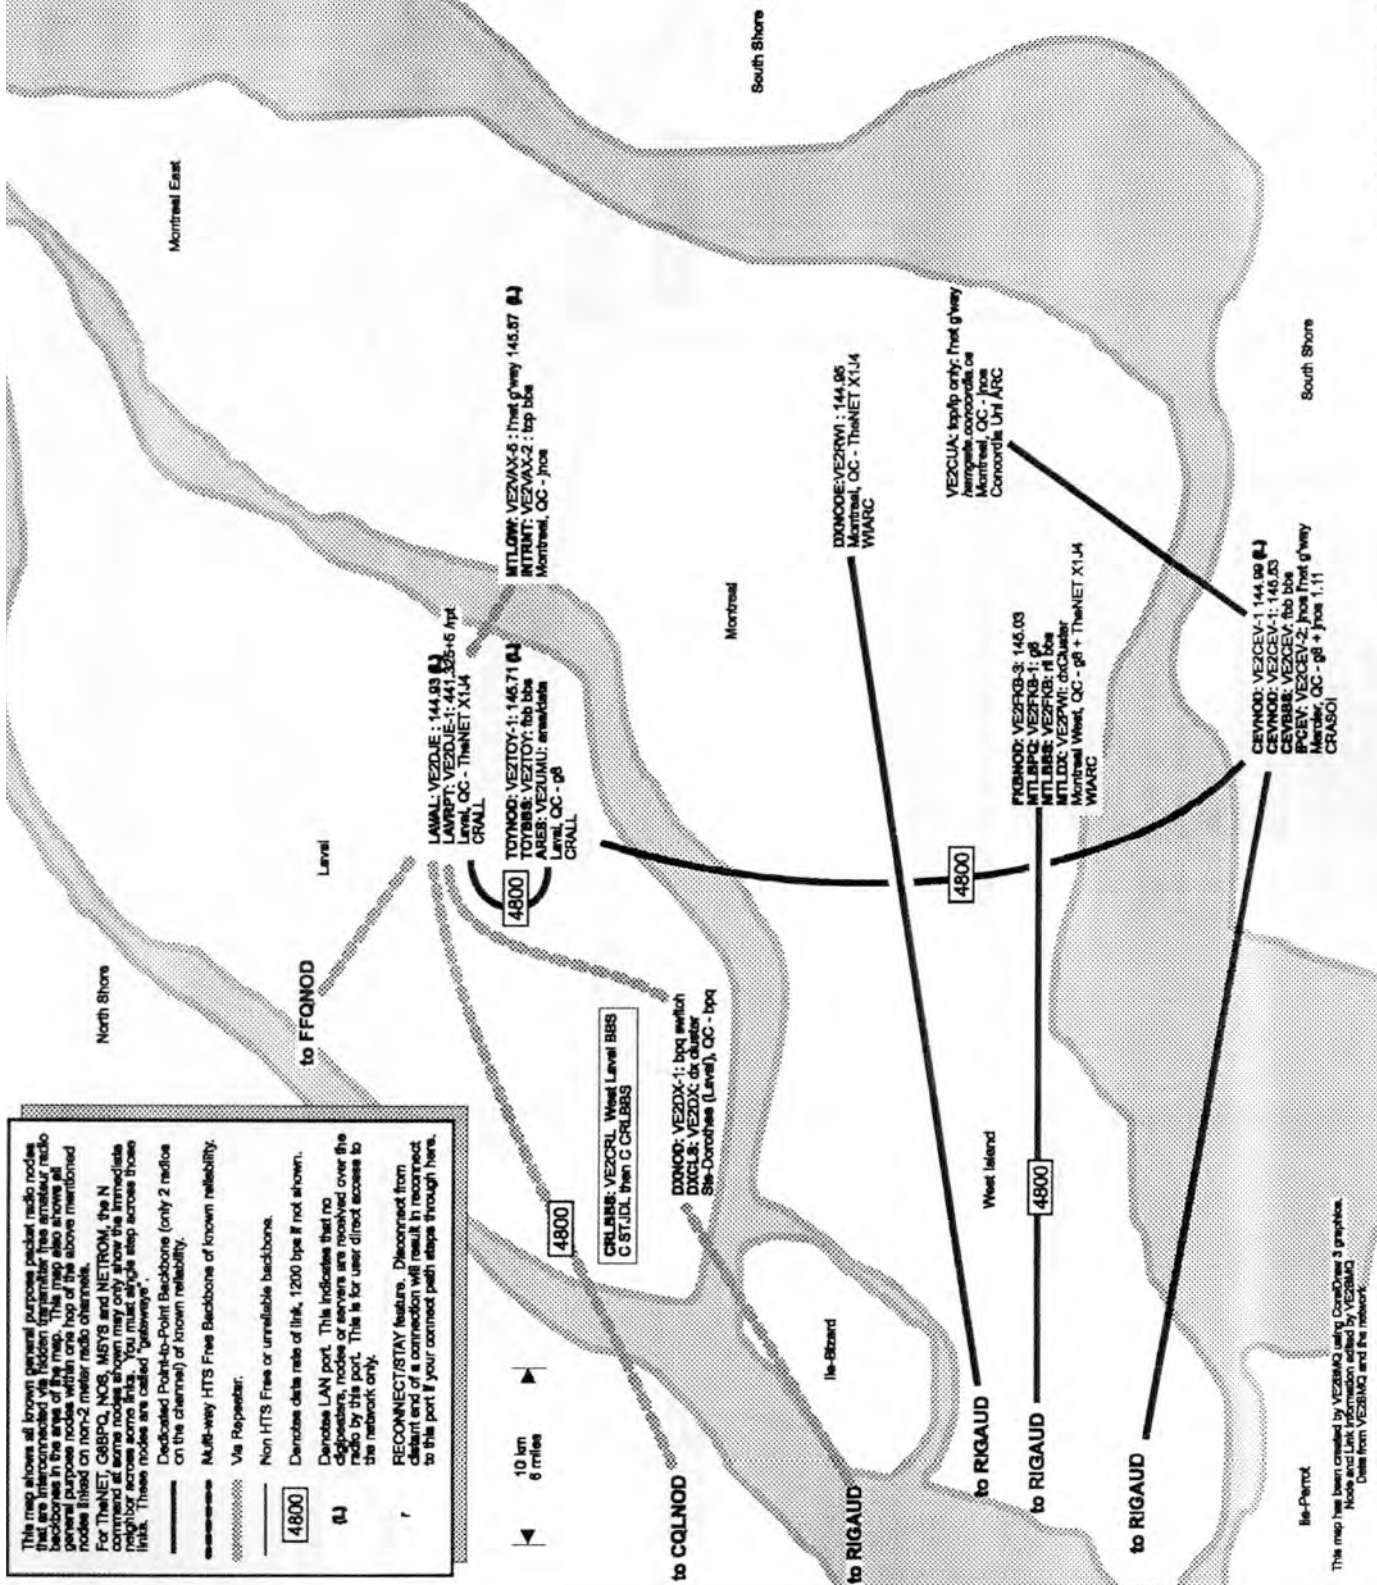 This map shows all known general purpose packet radio nodes
that are interconnected via hidden transmitter free amateur radio
backbones in the area of the map. This map also shows all
general purpose nodes within one hop of the above mentioned
nodes linked on non-2 meter radio channels.
For TheNET, G8BPQ, NOS, MSYS and NETROM, the N
command at some nodes shown may only show the immediate
neighbor across some links. You must single step across those
links. These nodes are called "gateways".
Dedicated Point-to-Point Backbone (only 2 radios
on the channel) of known reliability.
Multi-way HTS Free Backbone of known reliability.
Via Repeater.
Non HTS Free or unreliable backbone.
4800
Denotes data rate of link, 1200 bps if not shown.
(L)
Denotes LAN port. This indicates that no
digipeaters, nodes or servers are received over the
radio by this port. This is for user direct access to
the network only.
r
RECONNECT/STAY feature. Disconnect from
distant end of a connection will result in reconnect
to this port if your connect path steps through here.
10 km
6 miles
North Shore
Laval
Montreal East
South Shore
to FFQNOD
LAVAL: VE2DJE : 144.93 (L)
LAVRPT: VE2DJE-1: 441.325+5 /rpt
Laval, QC - TheNET X1J4
CRALL
4800
TOYNOD: VE2TOY-1: 145.71 (L)
TOYBBS: VE2TOY: fbb bbs
ARES: VE2UMU: ares/data
Laval, QC - g8
CRALL
MTLGW: VE2VAX-5 : I'net g'way 145.67 (L)
INTRNT: VE2VAX-2 : tcp bbs
Montreal, QC - jnos
4800
CRLBBS: VE2CRL West Laval BBS
C STJDL then C CRLBBS
DXNOD: VE2DX-1: bpq switch
DXCLS: VE2DX: dx cluster
Ste-Dorothee (Laval), QC - bpq
to CQLNOD
to RIGAUD
Ile-Bizard
Montreal
DXNODE:VE2RWI : 144.95
Montreal, QC - TheNET X1J4
WIARC
VE2CUA: tcp/ip only: I'net g'way
hamgate.concordia.ca
Montreal, QC - jnos
Concordia Uni ARC
4800
West Island
to RIGAUD
FKBNOD: VE2FKB-3: 145.03
MTLBPQ: VE2FKB-1: g8
MTLBBS: VE2FKB: rli bbs
MTLDX: VE2PWI: dxCluster
Montreal West, QC - g8 + TheNET X1J4
WIARC
4800
to RIGAUD
to RIGAUD
CEVNOD: VE2CEV-1 144.99 (L)
CEVNOD: VE2CEV-1: 145.53
CEVBBS: VE2CEV: fbb bbs
IPCEV: VE2CEV-2: jnos I'net g'way
Mercier, QC - g8 + jnos 1.11
CRASOI
South Shore
Ile-Perrot
This map has been created by VE2BMQ using CorelDraw 3 graphics.
Node and Link Information edited by VE2BMQ
Data from VE2BMQ and the network